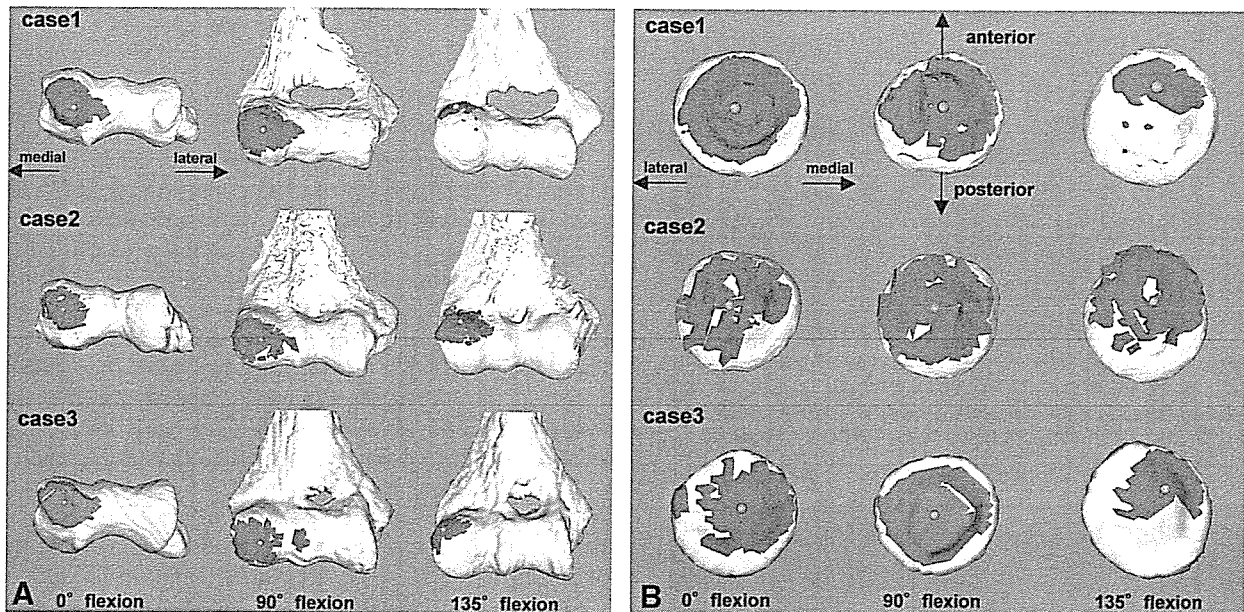 case1
medial
lateral
case2
case3
A
0° flexion
90° flexion
135° flexion
case1
anterior
lateral
medial
posterior
case2
case3
B
0° flexion
90° flexion
135° flexion